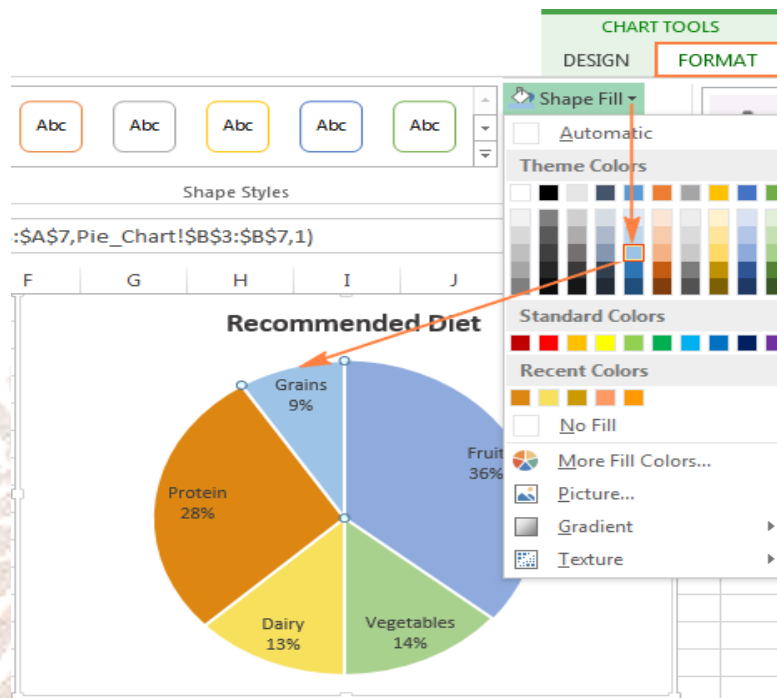 CHART TOOLS
DESIGN FORMAT
Abc Abc Abc Abc Abc
Shape Fill
Automatic
Theme Colors
Shape Styles
:$A$7,Pie_Chart!$B$3:$B$7,1)
F G H I J
Standard Colors
Recent Colors
No Fill
More Fill Colors...
Picture...
Gradient
Texture
Recommended Diet
Grains
9%
Fruit
36%
Protein
28%
Dairy
13%
Vegetables
14%